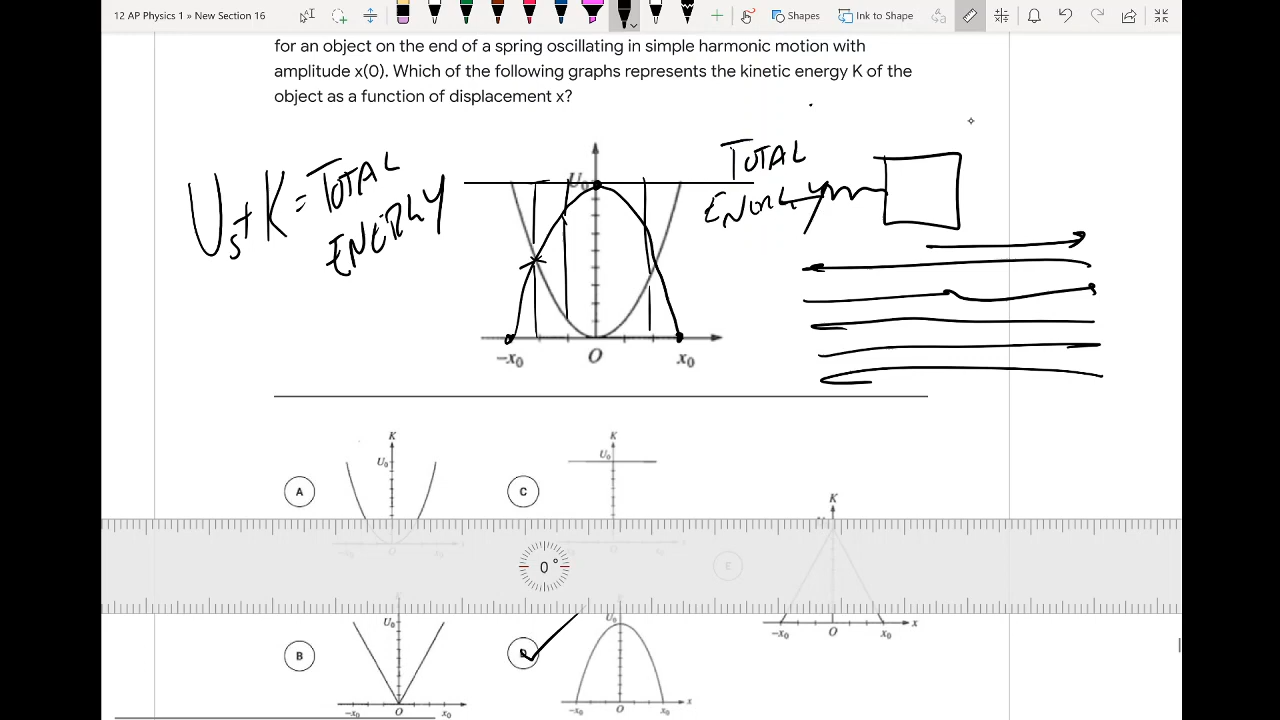 12 AP Physics 1 » New Section 16
Shapes
Ink to Shape
for an object on the end of a spring oscillating in simple harmonic motion with
amplitude x(0). Which of the following graphs represents the kinetic energy K of the
object as a function of displacement x?
Us + K = TOTAL
ENERGY
U₀
TOTAL
ENERGY
-x₀
O
x₀
K
U₀
A
K
U₀
C
K
0°
E
-x₀
O
x₀
x
U₀
B
-x₀
O
x₀
U₀
D
-x₀
O
x₀
x